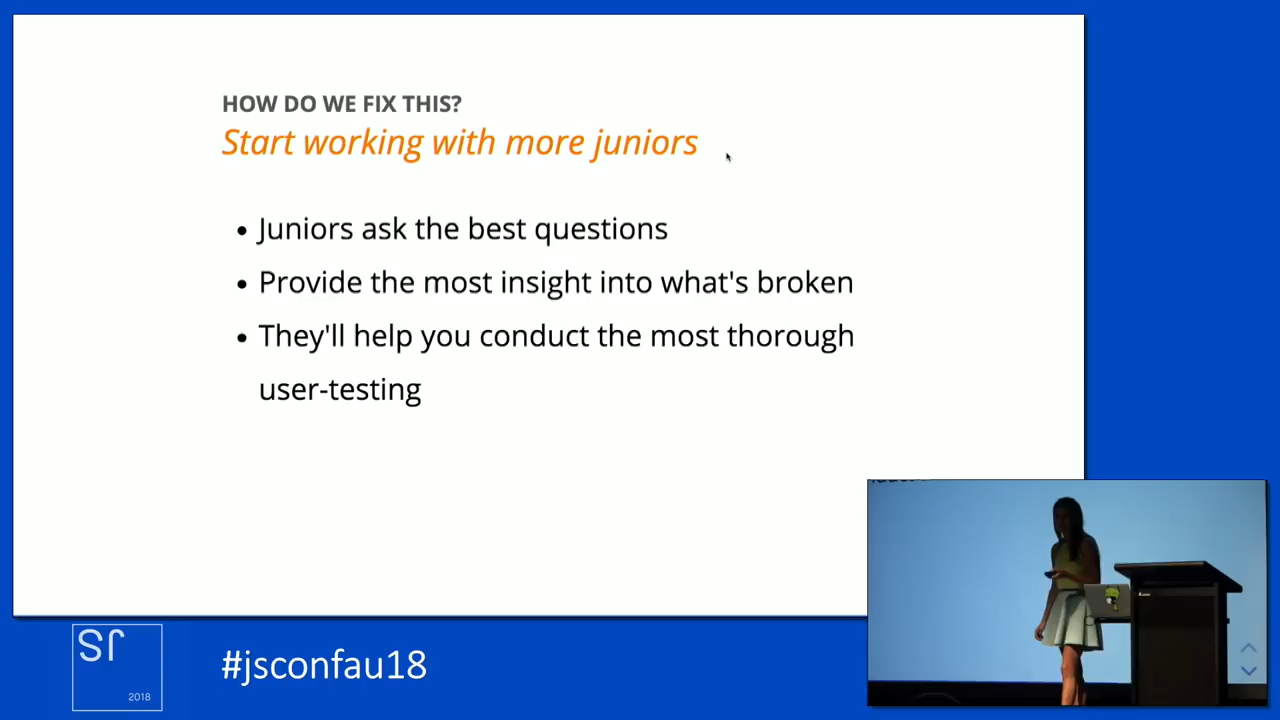 HOW DO WE FIX THIS?
Start working with more juniors
• Juniors ask the best questions
• Provide the most insight into what's broken
• They'll help you conduct the most thorough
user-testing
#jsconfau18
2018